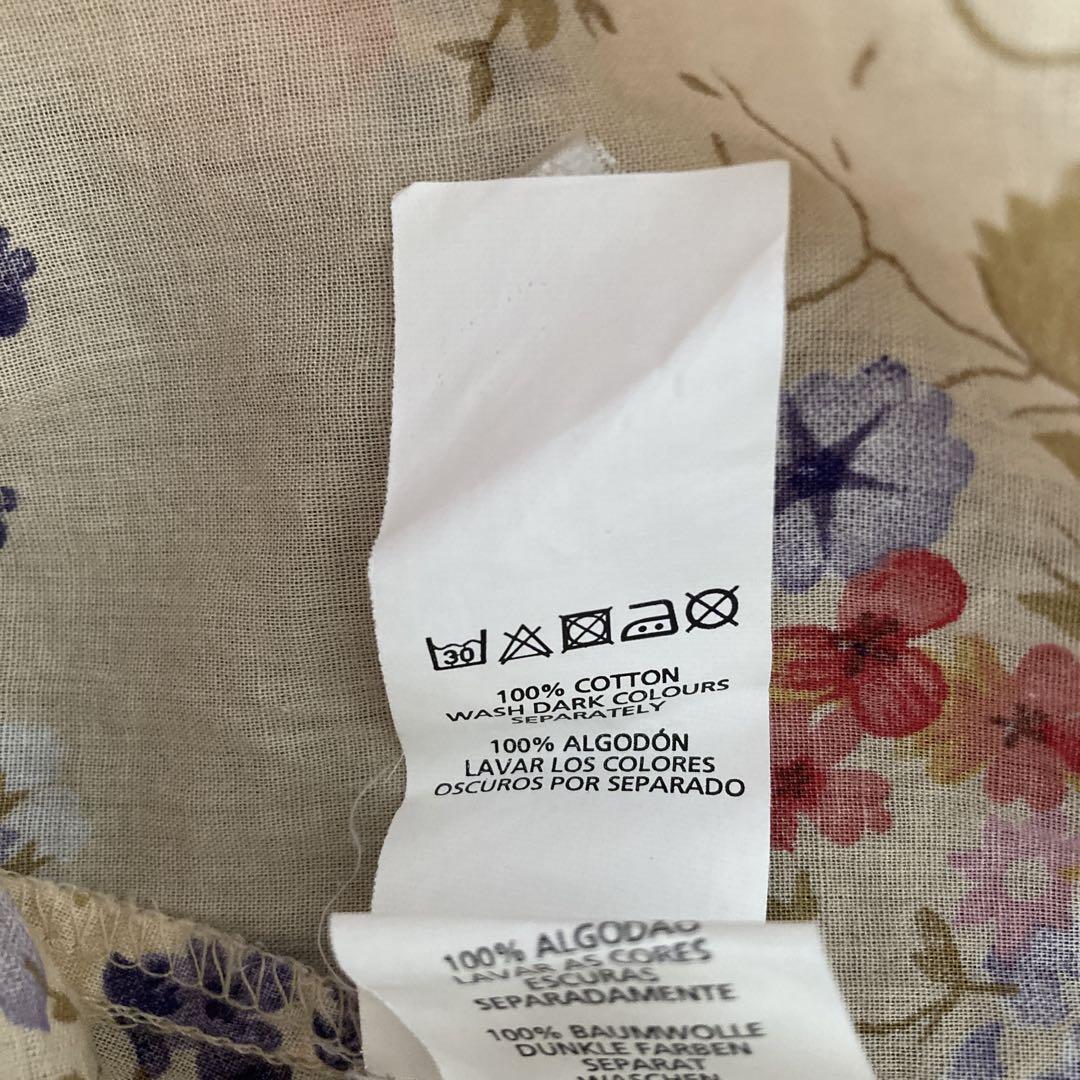 30
100% COTTON
WASH DARK COLOURS
SEPARATELY
100% ALGODÓN
LAVAR LOS COLORES
OSCUROS POR SEPARADO
100% ALGODAO
LAVAR AS CORES
ESCURAS
SEPARADAMENTE
100% BAUMWOLLE
DUNKLE FARBEN
SEPARAT
WASCHEN